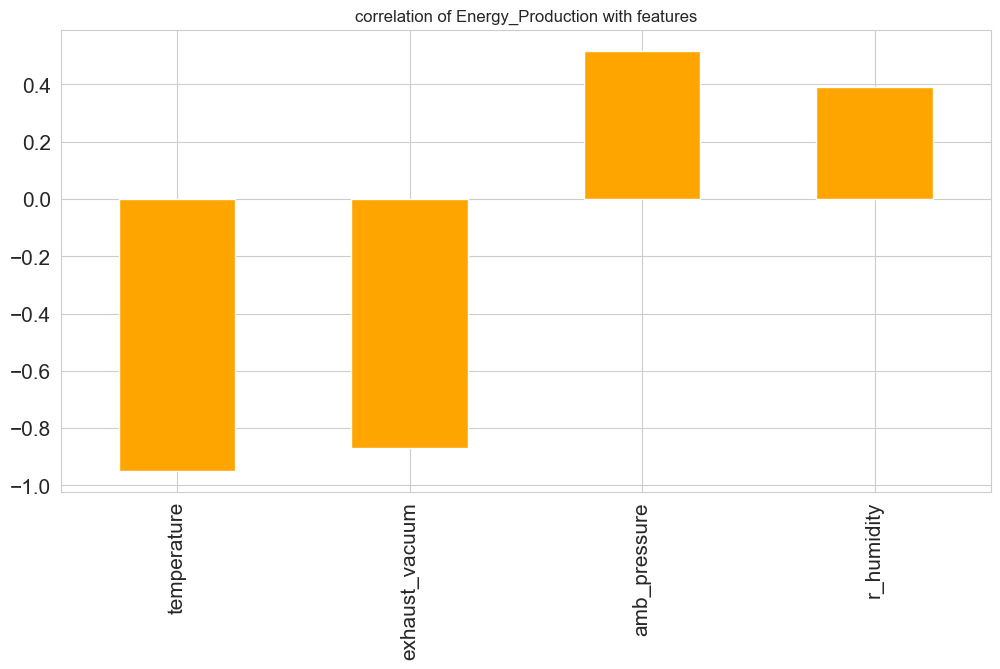 correlation of Energy_Production with features
0.4
0.2
0.0
−0.2
−0.4
−0.6
−0.8
−1.0
temperature
exhaust_vacuum
amb_pressure
r_humidity